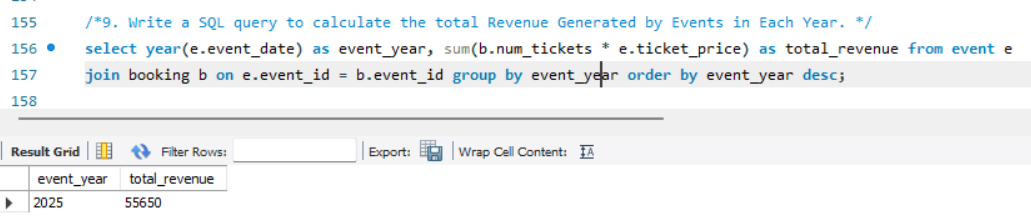 155 /*9. Write a SQL query to calculate the total Revenue Generated by Events in Each Year. */
156 select year(e.event_date) as event_year, sum(b.num_tickets * e.ticket_price) as total_revenue from event e
157 join booking b on e.event_id = b.event_id group by event_year order by event_year desc;
158
Result Grid Filter Rows: Export: Wrap Cell Content: IA
event_year total_revenue
2025 55650